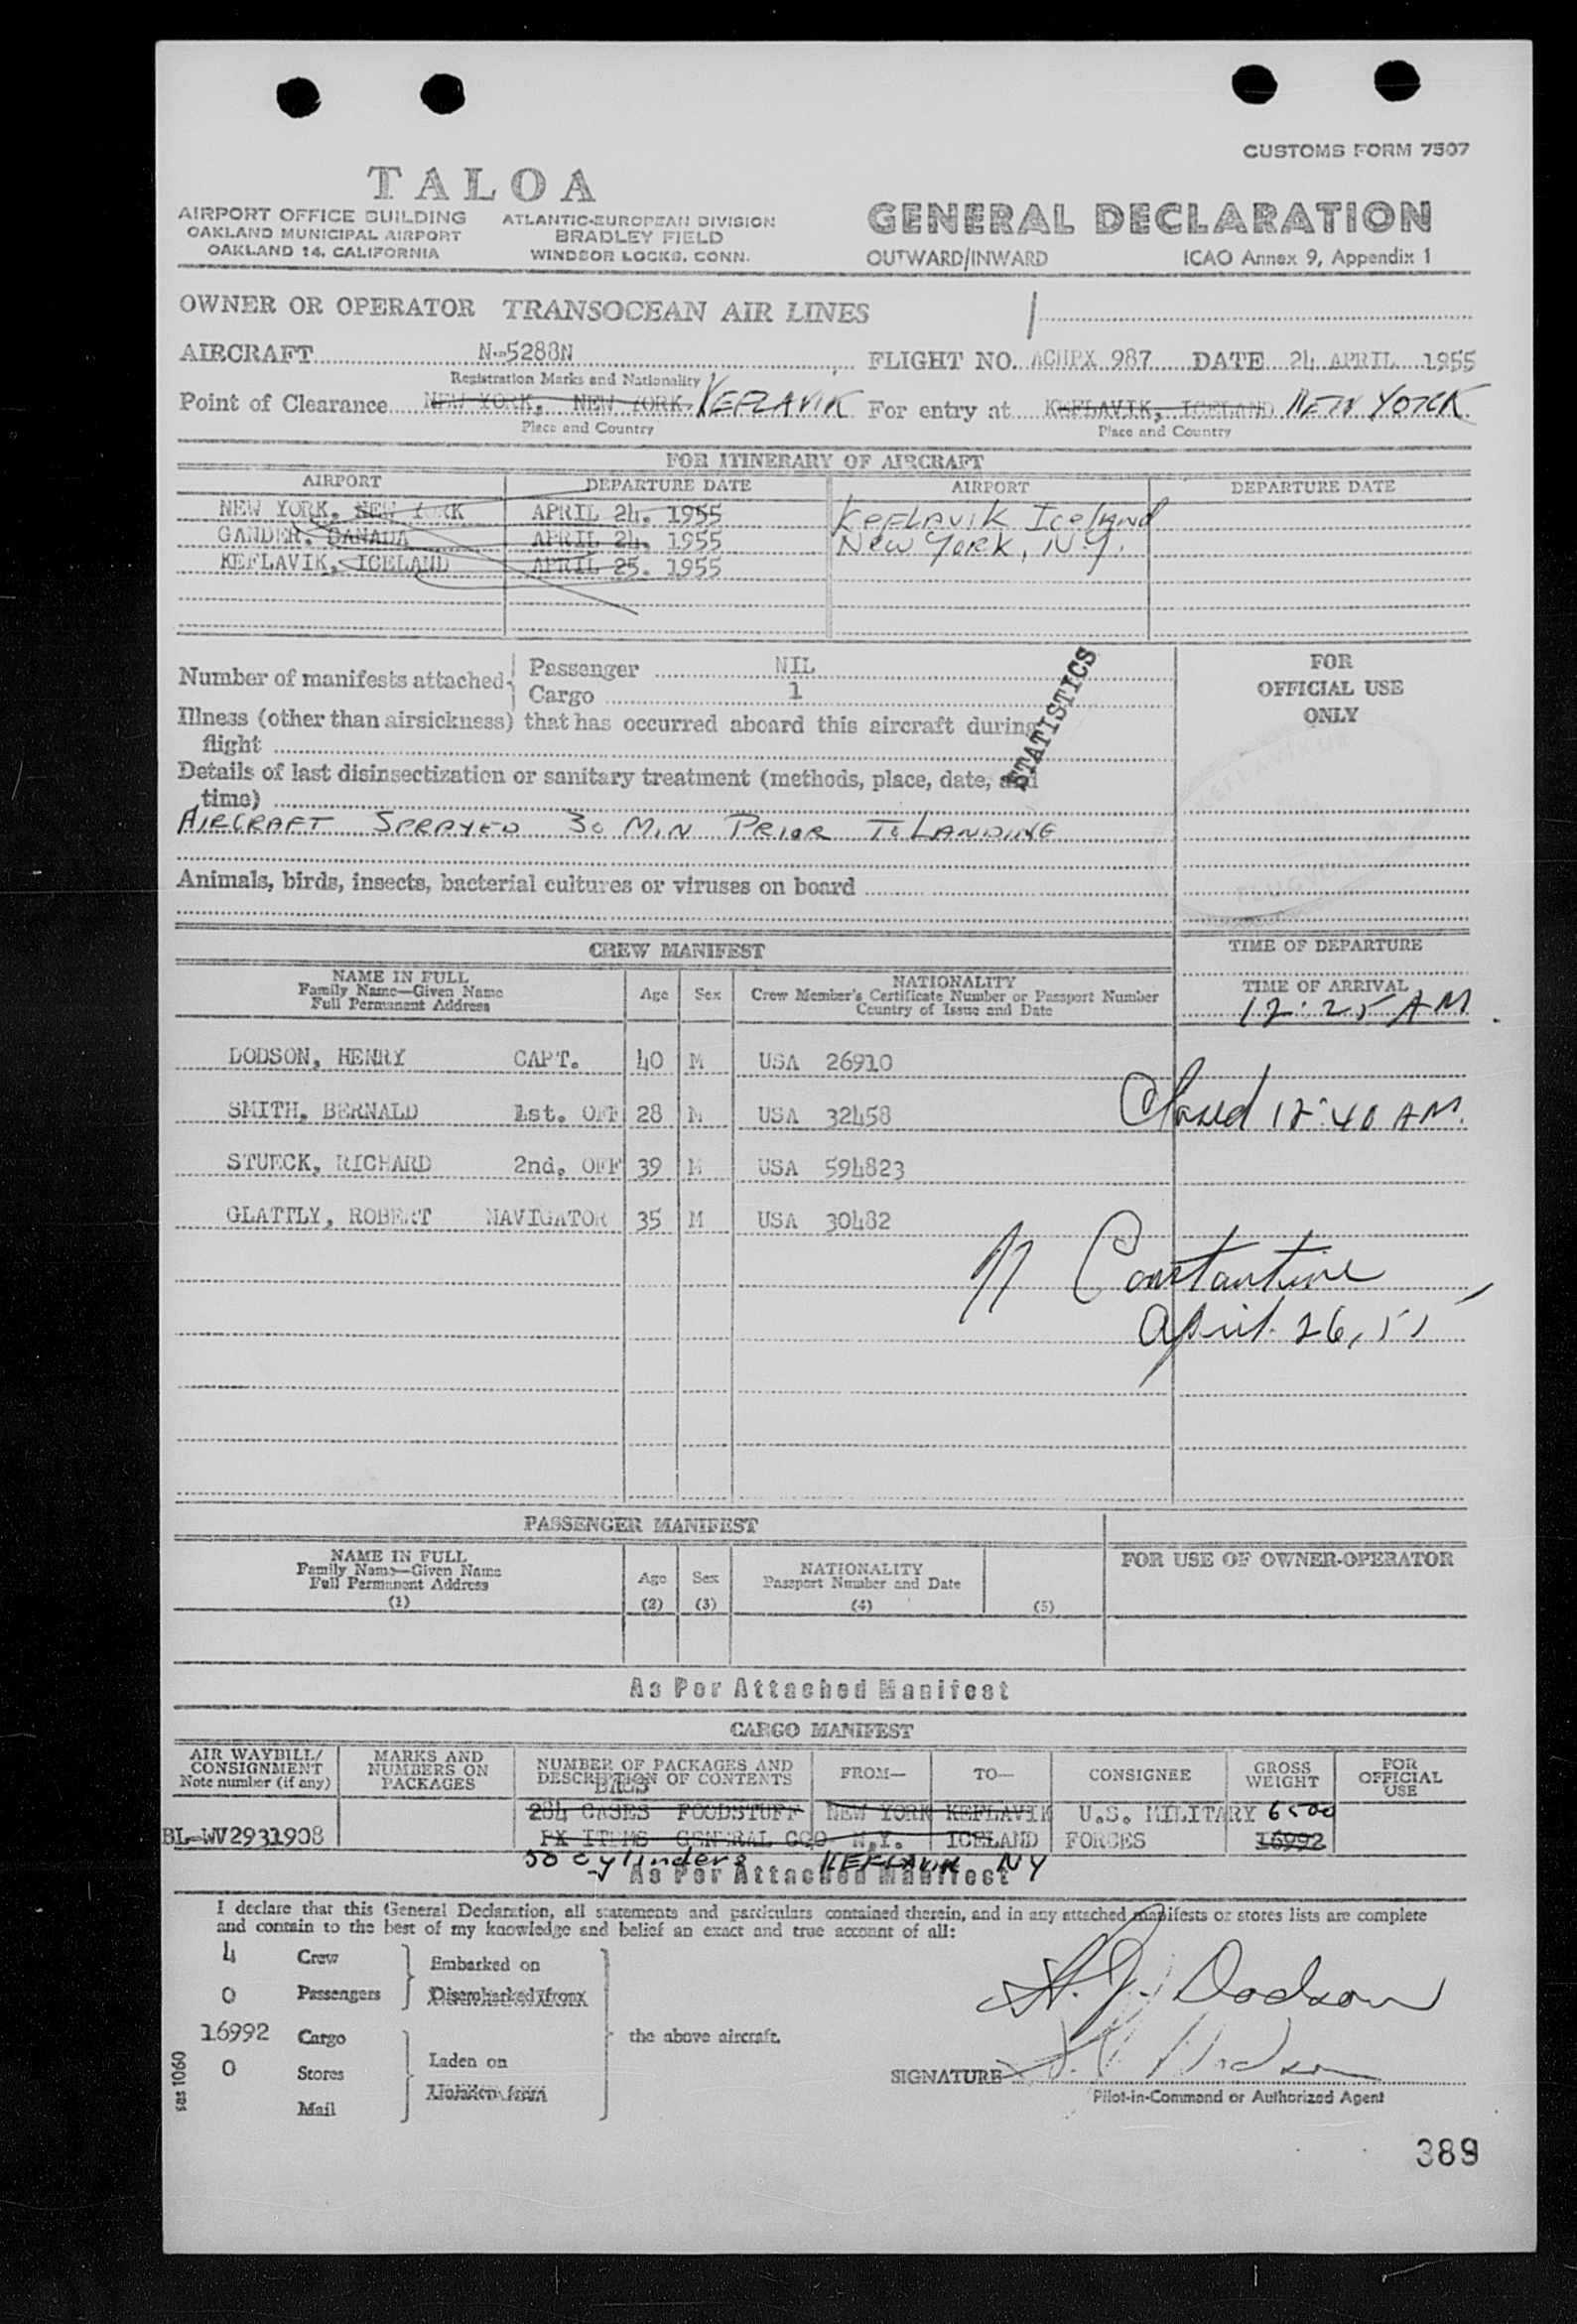 CUSTOMS FORM 7507
TALOA
AIRPORT OFFICE BUILDING
OAKLAND MUNICIPAL AIRPORT
OAKLAND 14, CALIFORNIA
ATLANTIC-EUROPEAN DIVISION
BRADLEY FIELD
WINDSOR LOCKS, CONN.
GENERAL DECLARATION
OUTWARD/INWARD ICAO Annex 9, Appendix 1
OWNER OR OPERATOR TRANSOCEAN AIR LINES
AIRCRAFT N-5288N FLIGHT NO. ACHPX 987 DATE 24 APRIL 1955
Registration Marks and Nationality
Point of Clearance NEW YORK, NEW YORK KEFLAVIK For entry at KEFLAVIK, ICELAND NEW YORK
Place and Country Place and Country
FOR ITINERARY OF AIRCRAFT
AIRPORT DEPARTURE DATE AIRPORT DEPARTURE DATE
NEW YORK, NEW YORK APRIL 24. 1955 Keflavik Iceland
GANDER, CANADA APRIL 24. 1955 New York, N.Y.
KEFLAVIK, ICELAND APRIL 25. 1955
Number of manifests attached
Passenger NIL
Cargo 1
STATISTICS
FOR
OFFICIAL USE
ONLY
Illness (other than airsickness) that has occurred aboard this aircraft during
flight
Details of last disinsectization or sanitary treatment (methods, place, date, and
time)
AIRCRAFT SPRAYED 30 MIN PRIOR TO LANDING
Animals, birds, insects, bacterial cultures or viruses on board
CREW MANIFEST
TIME OF DEPARTURE
NAME IN FULL
Family Name—Given Name
Full Permanent Address
Age Sex
NATIONALITY
Crew Member's Certificate Number or Passport Number
Country of Issue and Date
TIME OF ARRIVAL
12:25 AM
DODSON, HENRY CAPT. 40 M USA 26910
SMITH, BERNALD 1st. OFF 28 M USA 32458
Cleared 12:40 AM.
STUECK, RICHARD 2nd. OFF 39 M USA 594823
GLATTLY, ROBERT NAVIGATOR 35 M USA 30482
N Constantine
April 26, 55
PASSENGER MANIFEST
NAME IN FULL
Family Name—Given Name
Full Permanent Address
(1)
Age
(2)
Sex
(3)
NATIONALITY
Passport Number and Date
(4)
(5)
FOR USE OF OWNER-OPERATOR
As Per Attached Manifest
CARGO MANIFEST
AIR WAYBILL/
CONSIGNMENT
Note number (if any)
MARKS AND
NUMBERS ON
PACKAGES
NUMBER OF PACKAGES AND
DESCRIPTION OF CONTENTS
FROM—
TO—
CONSIGNEE
GROSS
WEIGHT
FOR
OFFICIAL
USE
284 CASES FOODSTUFF NEW YORK KEFLAVIK U.S. MILITARY 6500
BL-WV2931908 PX ITEMS GENERAL CGO N.Y. ICELAND FORCES 16992
50 cylinders KEFLAVIK NY
As Per Attached Manifest
I declare that this General Declaration, all statements and particulars contained therein, and in any attached manifests or stores lists are complete
and contain to the best of my knowledge and belief an exact and true account of all:
4 Crew
0 Passengers
Embarked on
Disembarked from
16992 Cargo
0 Stores
Mail
Laden on
Unladen from
the above aircraft.
H. J. Dodson
SIGNATURE
Pilot-in-Command or Authorized Agent
sas 1060
389